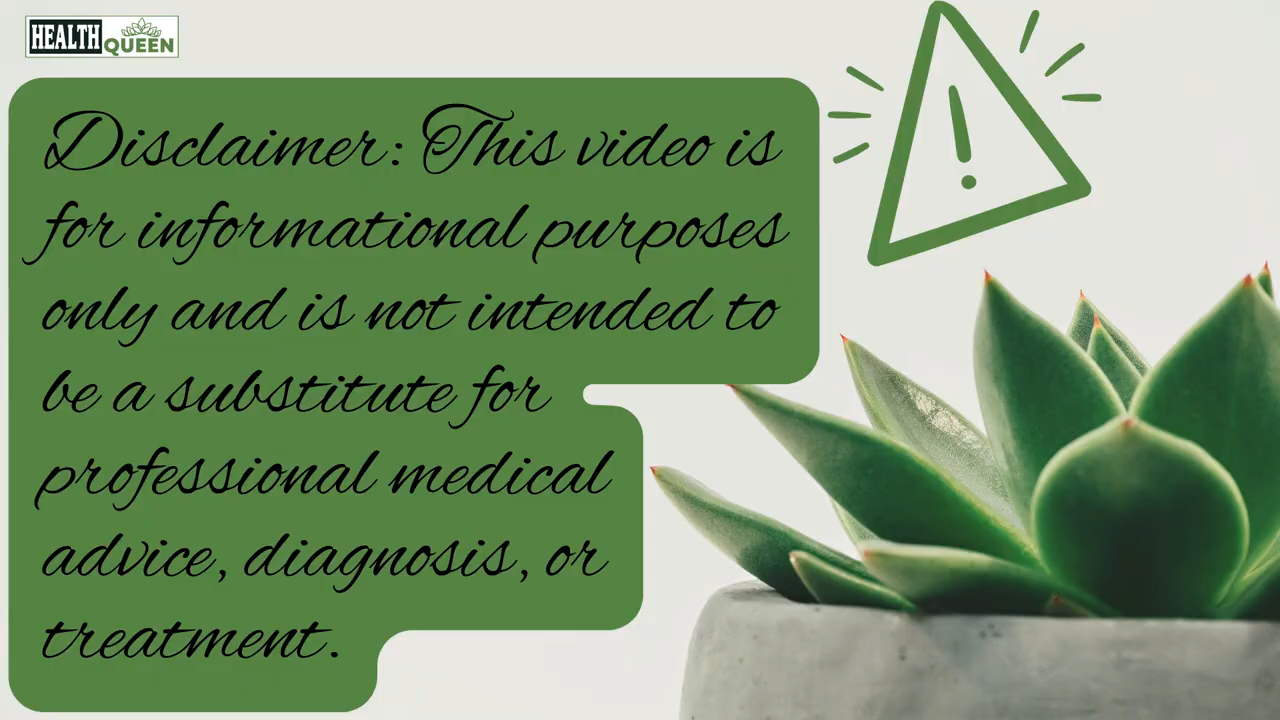 HEALTH
QUEEN
Disclaimer: This video is
for informational purposes
only and is not intended to
be a substitute for
professional medical
advice, diagnosis, or
treatment.